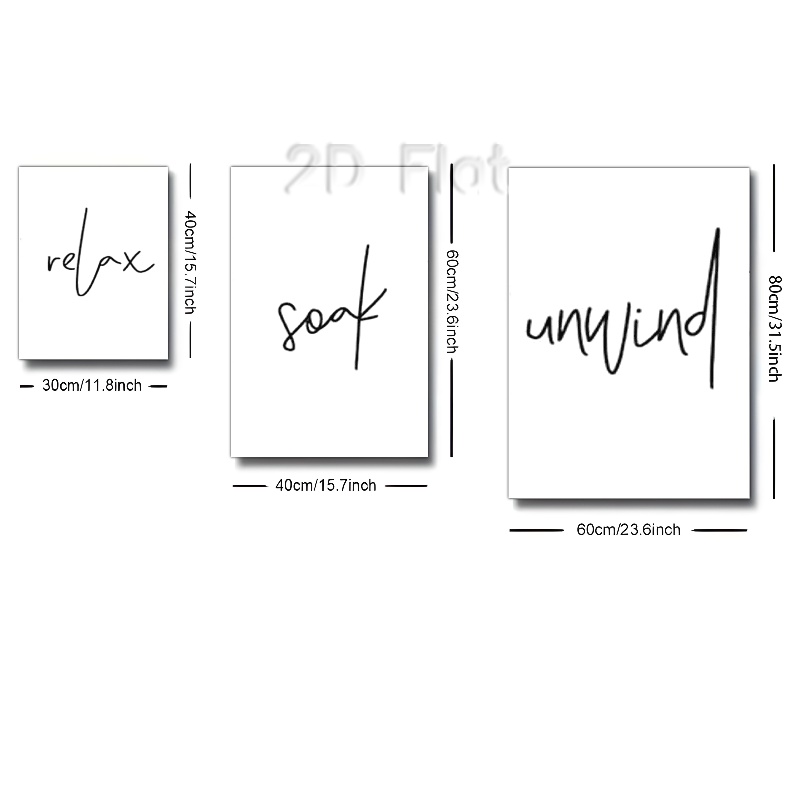 2D Flat
relax
40cm/15.7inch
30cm/11.8inch
soak
60cm/23.6inch
40cm/15.7inch
unwind
80cm/31.5inch
60cm/23.6inch